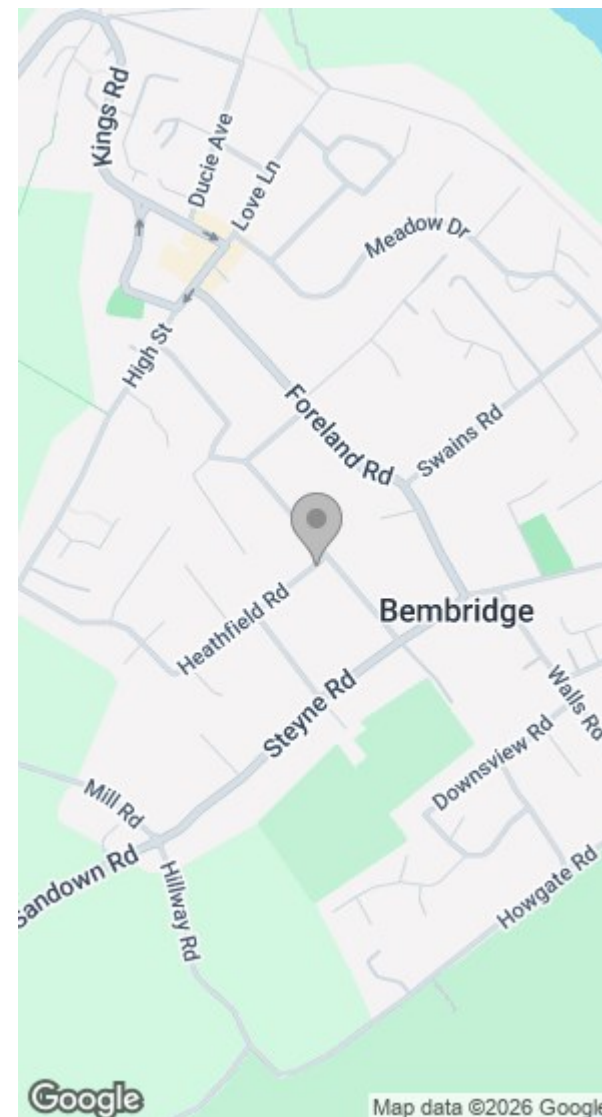 Kings Rd
Ducie Ave
Love Ln
Meadow Dr
High St
Foreland Rd
Swains Rd
Heathfield Rd
Bembridge
Steyne Rd
Walls Ro
Downsview Rd
Mill Rd
Sandown Rd
Hillway Rd
Howgate Rd
Google
Map data ©2026 Google